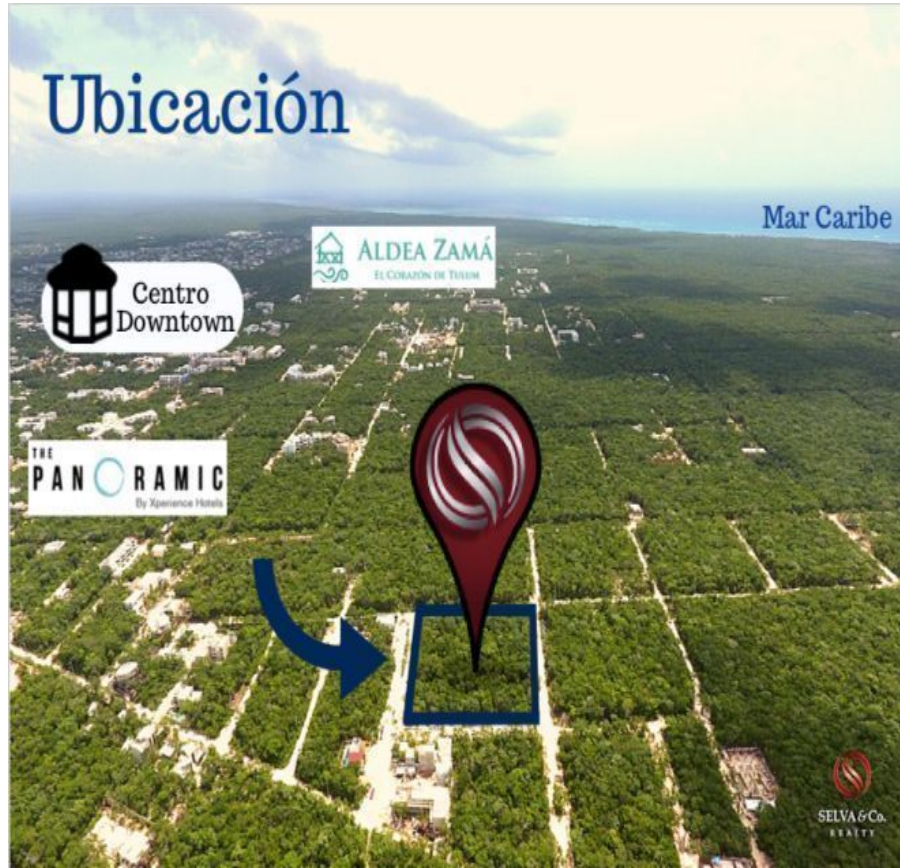 Ubicación
Mar Caribe
ALDEA ZAMÁ
EL CORAZÓN DE TULUM
Centro
Downtown
THE
PANORAMIC
By Xperience Hotels
SELVA & Co.
REALTY